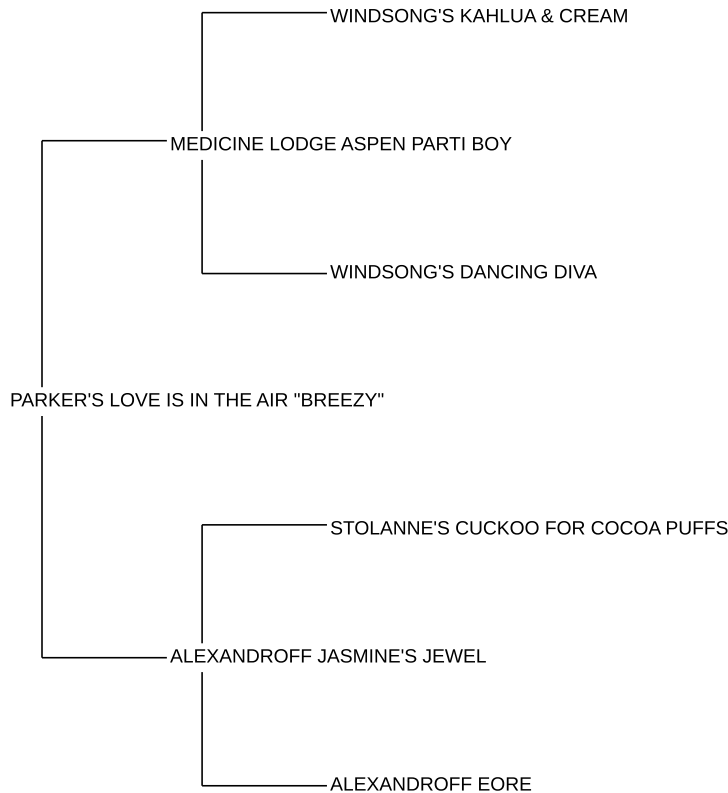 WINDSONG'S KAHLUA & CREAM
MEDICINE LODGE ASPEN PARTI BOY
WINDSONG'S DANCING DIVA
PARKER'S LOVE IS IN THE AIR "BREEZY"
STOLANNE'S CUCKOO FOR COCOA PUFFS
ALEXANDROFF JASMINE'S JEWEL
ALEXANDROFF EORE